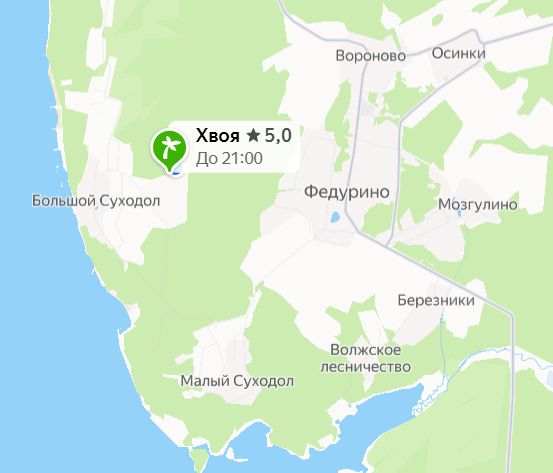 Вороново
Осинки
Хвоя ★ 5,0
До 21:00
Федурино
Большой Суходол
Мозгулино
Березники
Волжское
лесничество
Малый Суходол